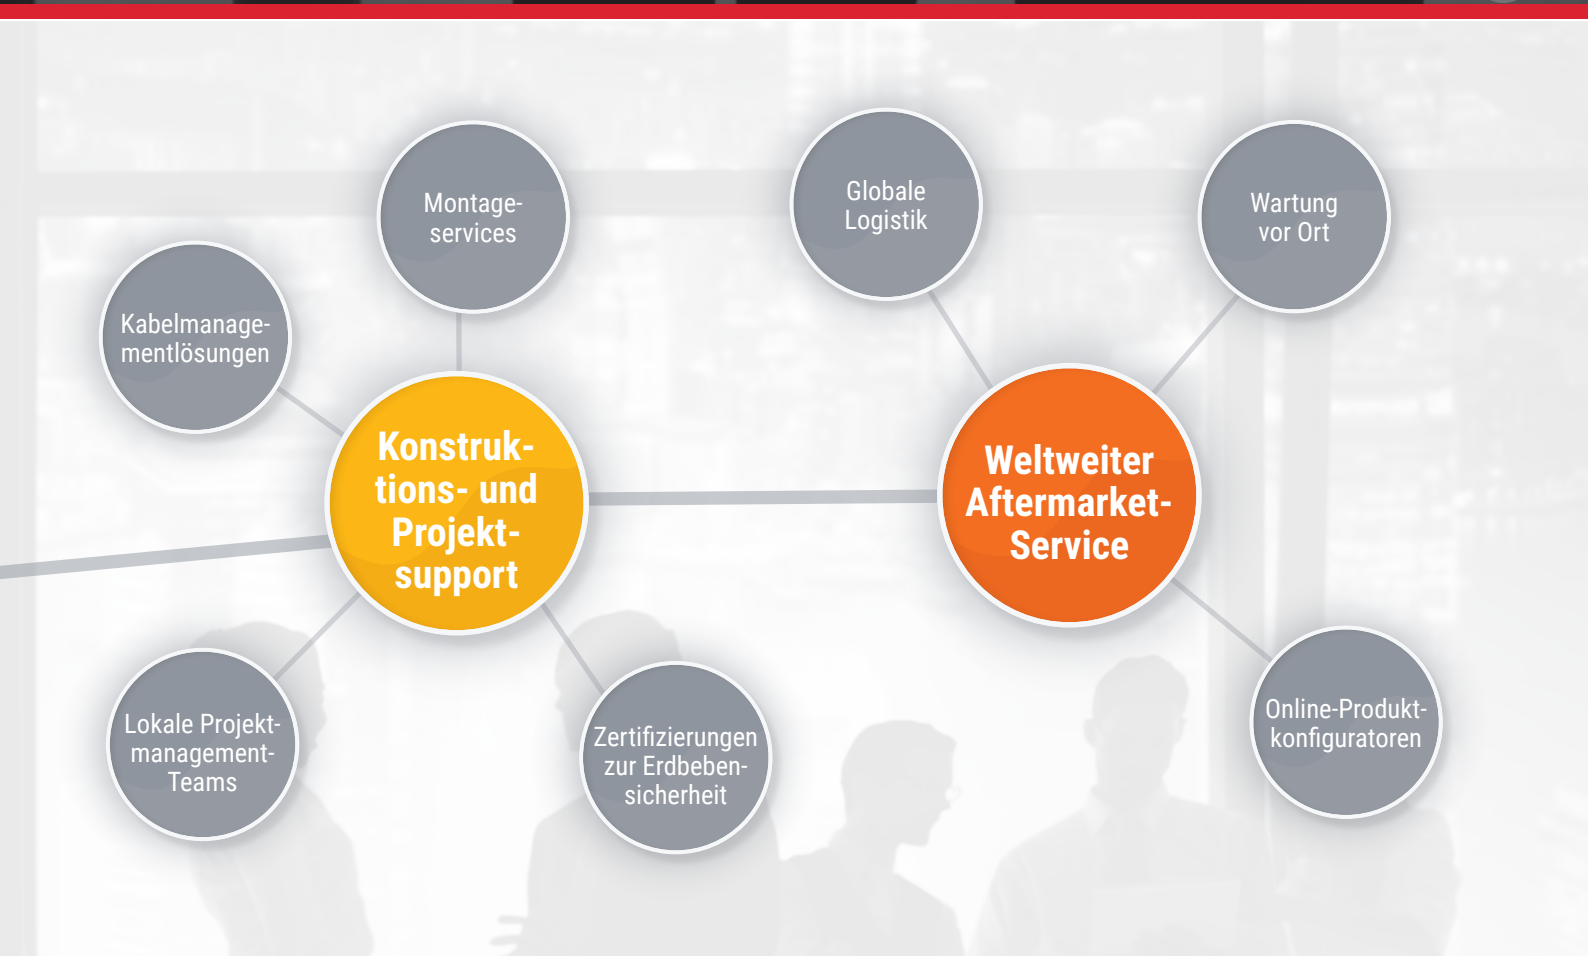 Montage-
services
Globale
Logistik
Wartung
vor Ort
Kabelmanage-
mentlösungen
Konstruk-
tions- und
Projekt-
support
Weltweiter
Aftermarket-
Service
Lokale Projekt-
management-
Teams
Zertifizierungen
zur Erdbeben-
sicherheit
Online-Produkt-
konfiguratoren